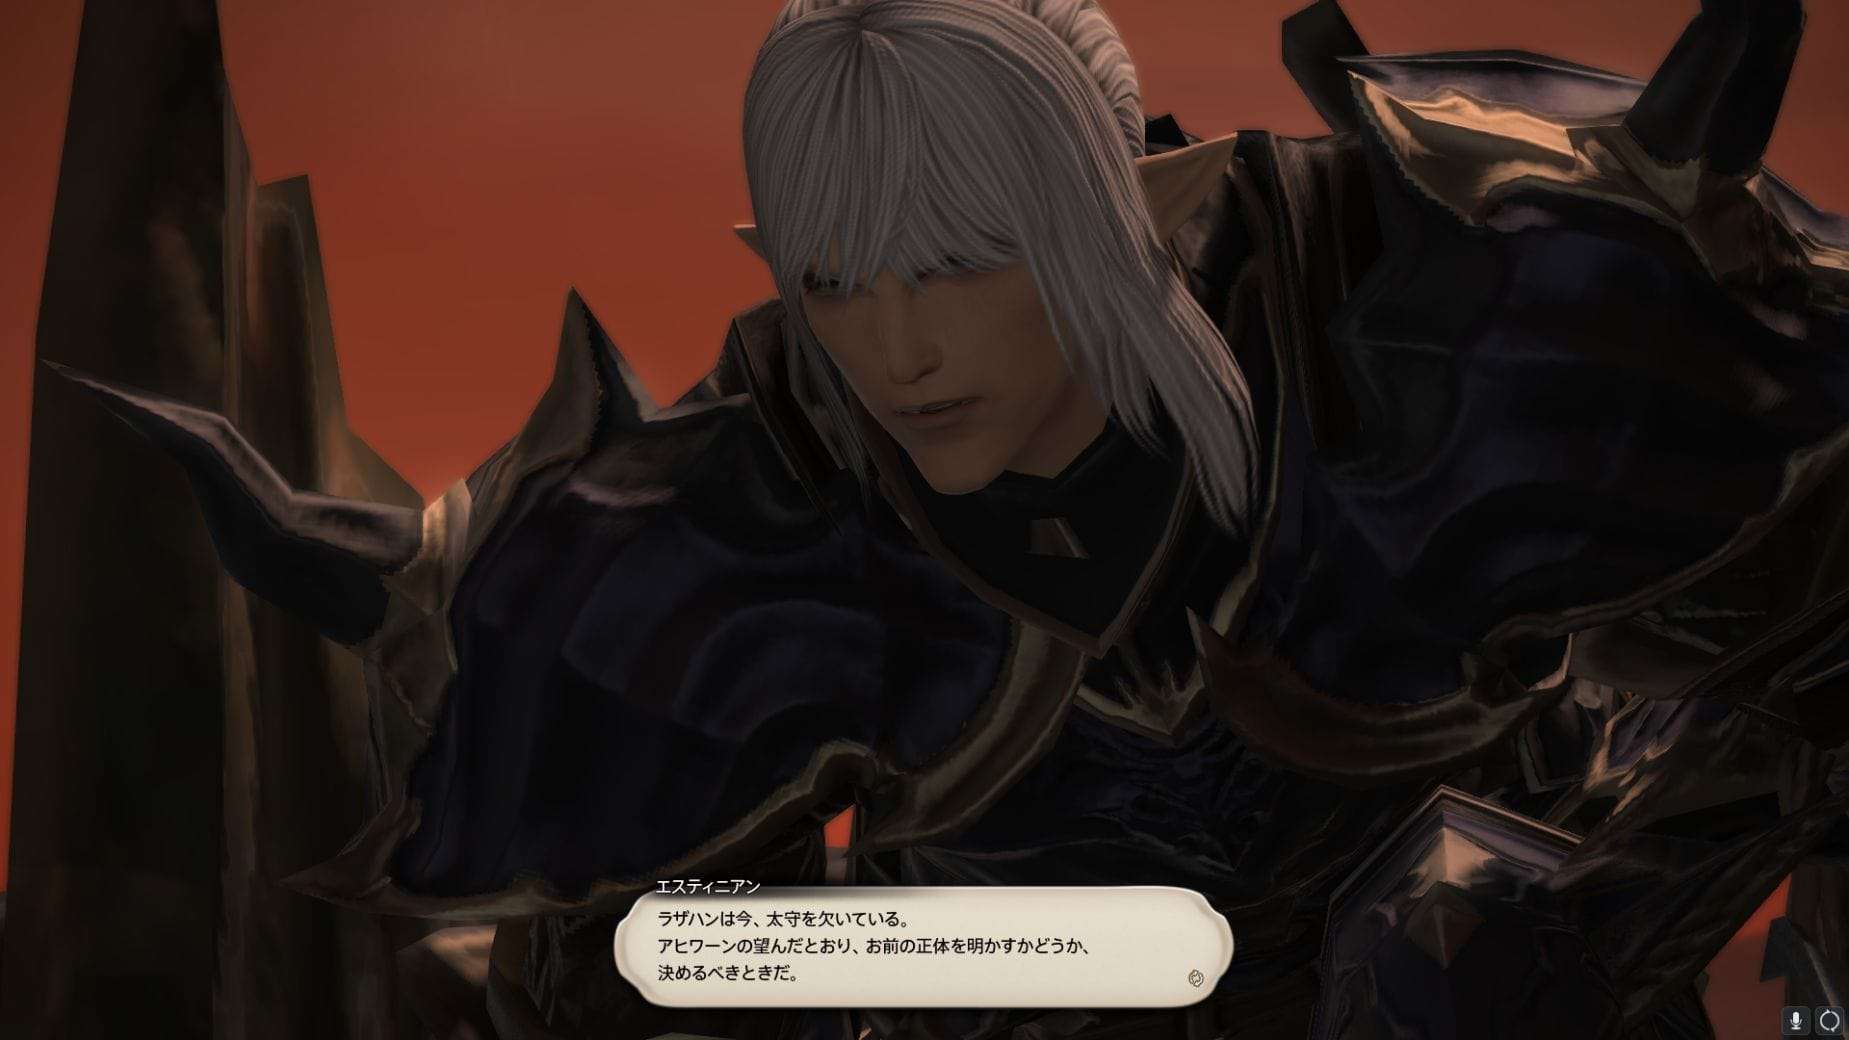 エスティニアン
ラザハンは今、太守を欠いている。
アヒワーンの望んだとおり、お前の正体を明かすかどうか、
決めるべきときだ。